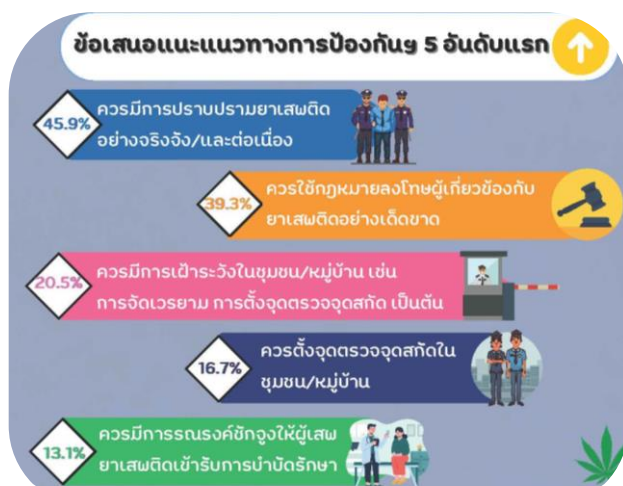 ข้อเสนอแนะแนวทางการป้องกันฯ 5 อันดับแรก
45.9%
ควรมีการปราบปรามยาเสพติด
อย่างจริงจัง/และต่อเนื่อง
39.3%
ควรใช้กฎหมายลงโทษผู้เกี่ยวข้องกับ
ยาเสพติดอย่างเด็ดขาด
20.5%
ควรมีการเฝ้าระวังในชุมชน/หมู่บ้าน เช่น
การจัดเวรยาม การตั้งจุดตรวจจุดสกัด เป็นต้น
16.7%
ควรตั้งจุดตรวจจุดสกัดใน
ชุมชน/หมู่บ้าน
13.1%
ควรมีการรณรงค์ชักจูงให้ผู้เสพ
ยาเสพติดเข้ารับการบำบัดรักษา